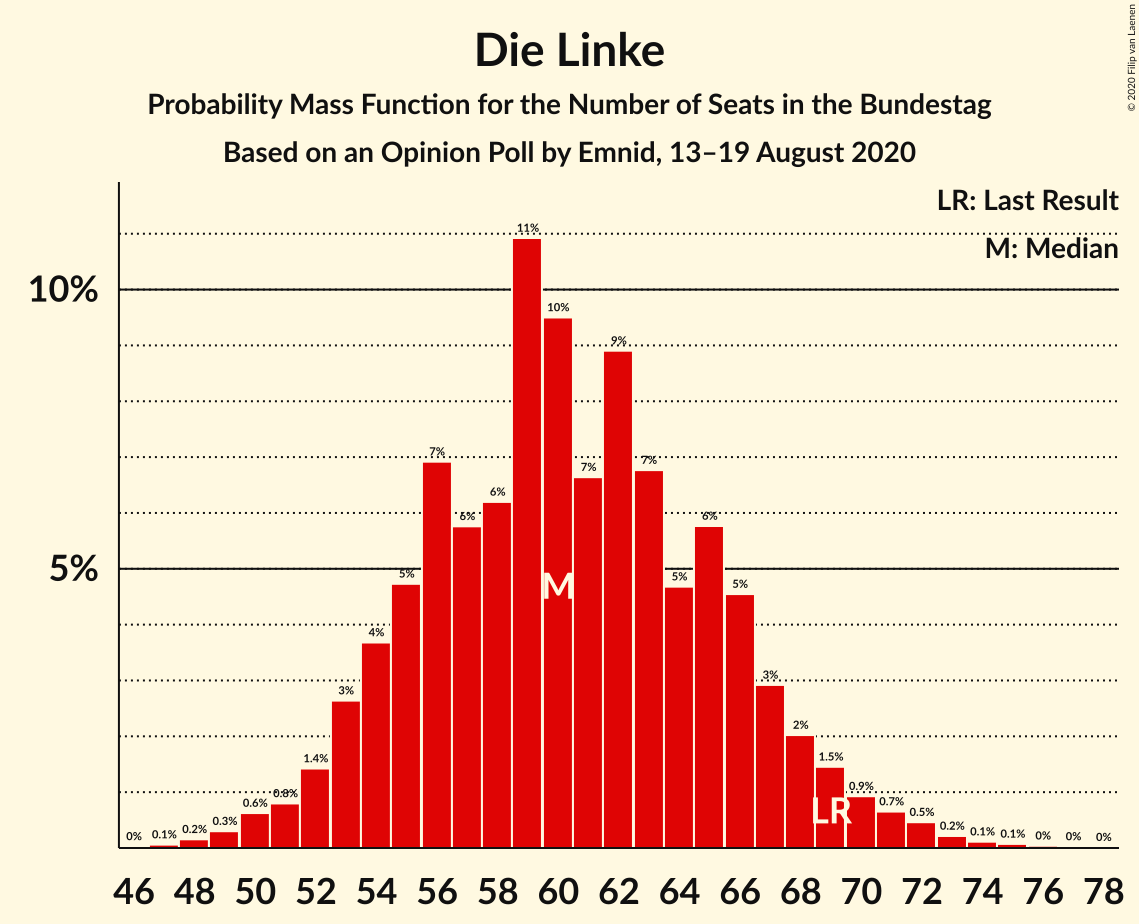 © 2020 Filip van Laenen
Die Linke
Probability Mass Function for the Number of Seats in the Bundestag
Based on an Opinion Poll by Emnid, 13–19 August 2020
LR: Last Result
M: Median
10%
5%
0% 0.1% 0.2% 0.3% 0.6% 0.8% 1.4% 3% 4% 5% 7% 6% 6% 11% 10% 7% 9% 7% 5% 6% 5% 3% 2% 1.5% 0.9% 0.7% 0.5% 0.2% 0.1% 0.1% 0% 0% 0%
M
LR
46 48 50 52 54 56 58 60 62 64 66 68 70 72 74 76 78